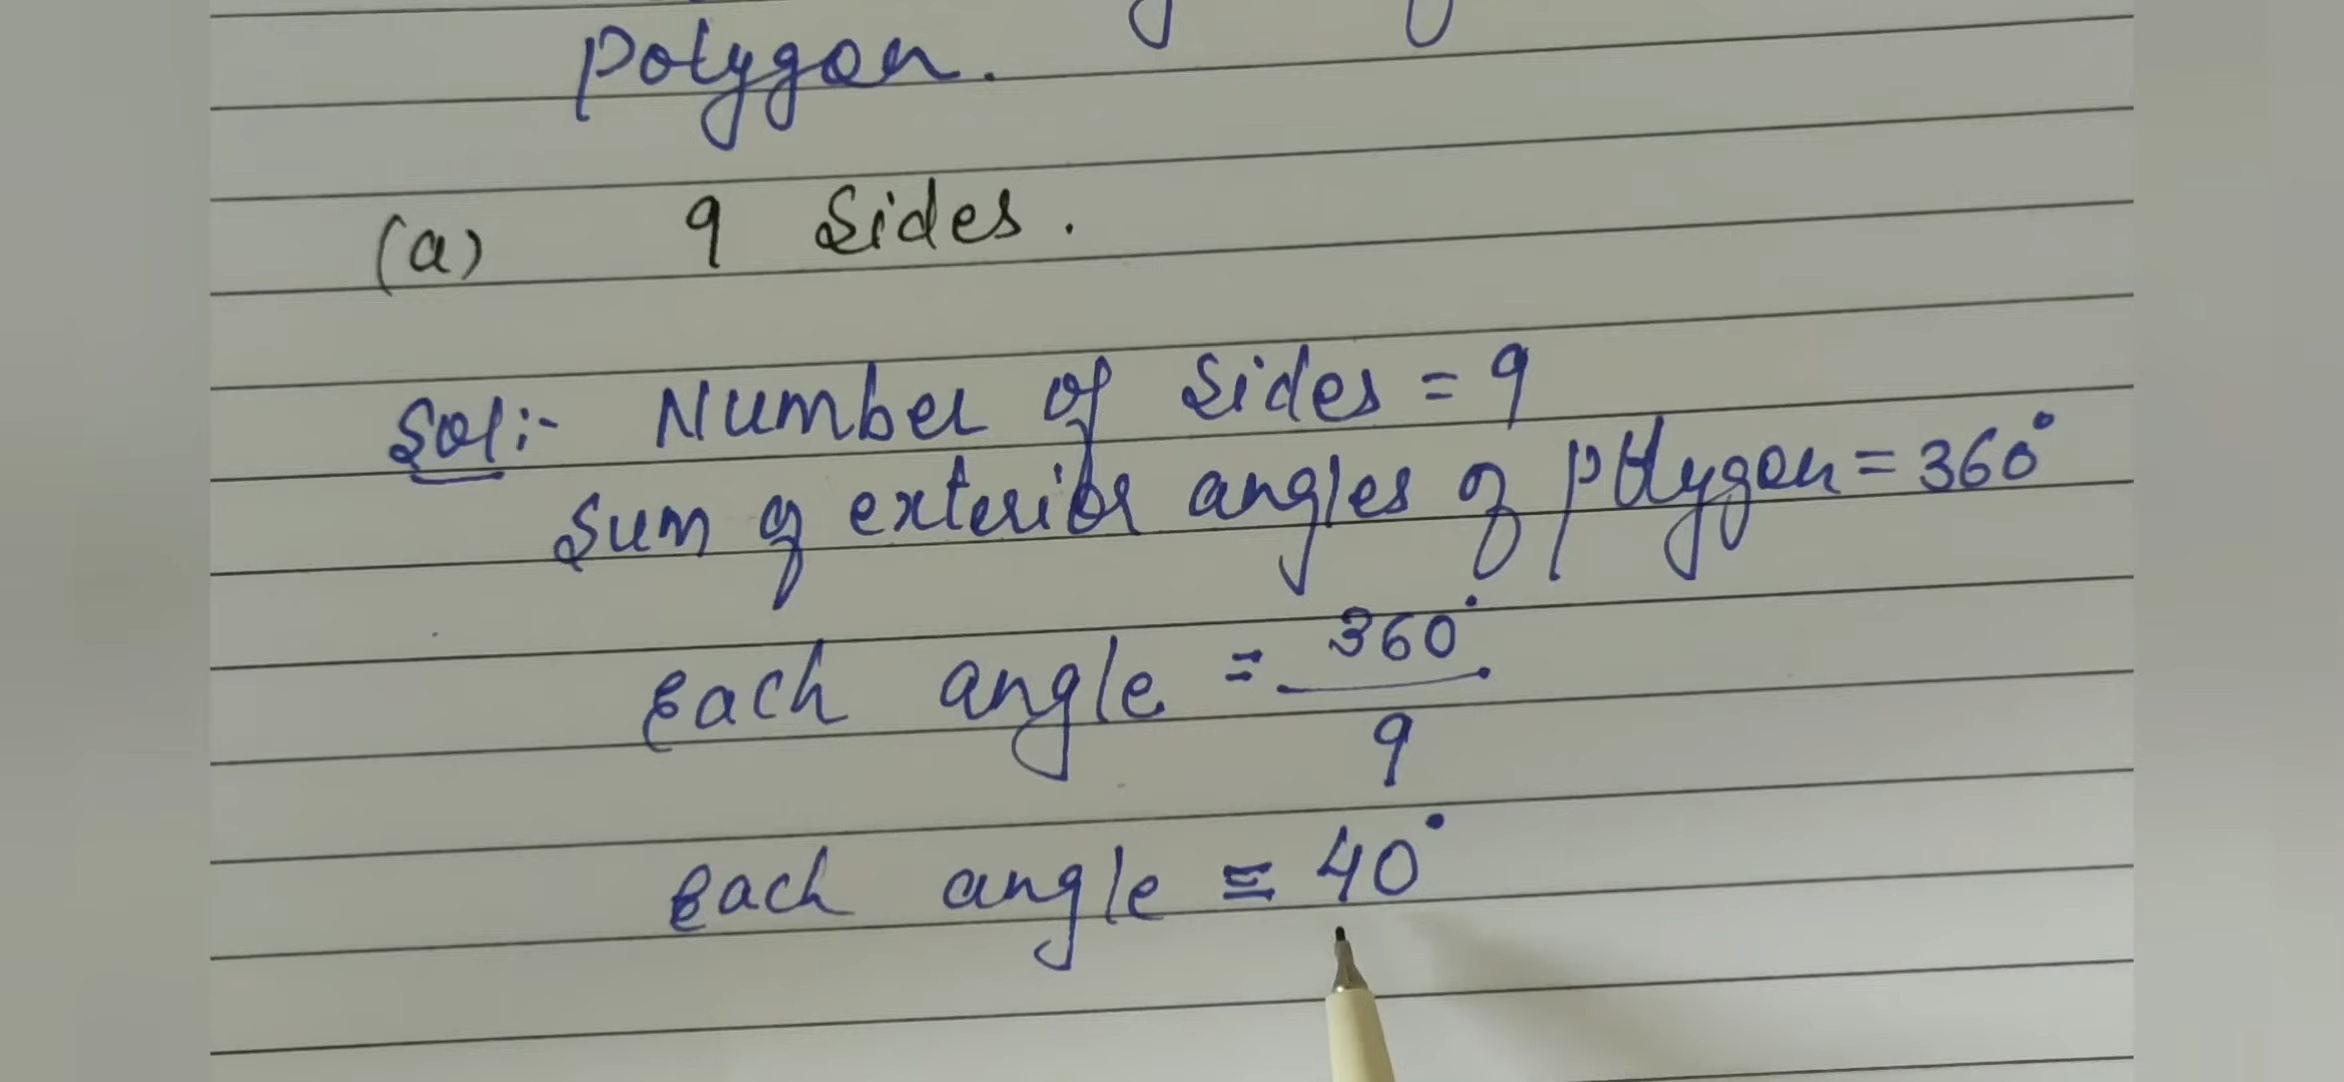 Polygon.
(a) 9 Sides.
Sol:- Number of Sides = 9
Sum of exterior angles of polygon = 360°
each angle = 360°
9
each angle = 40°